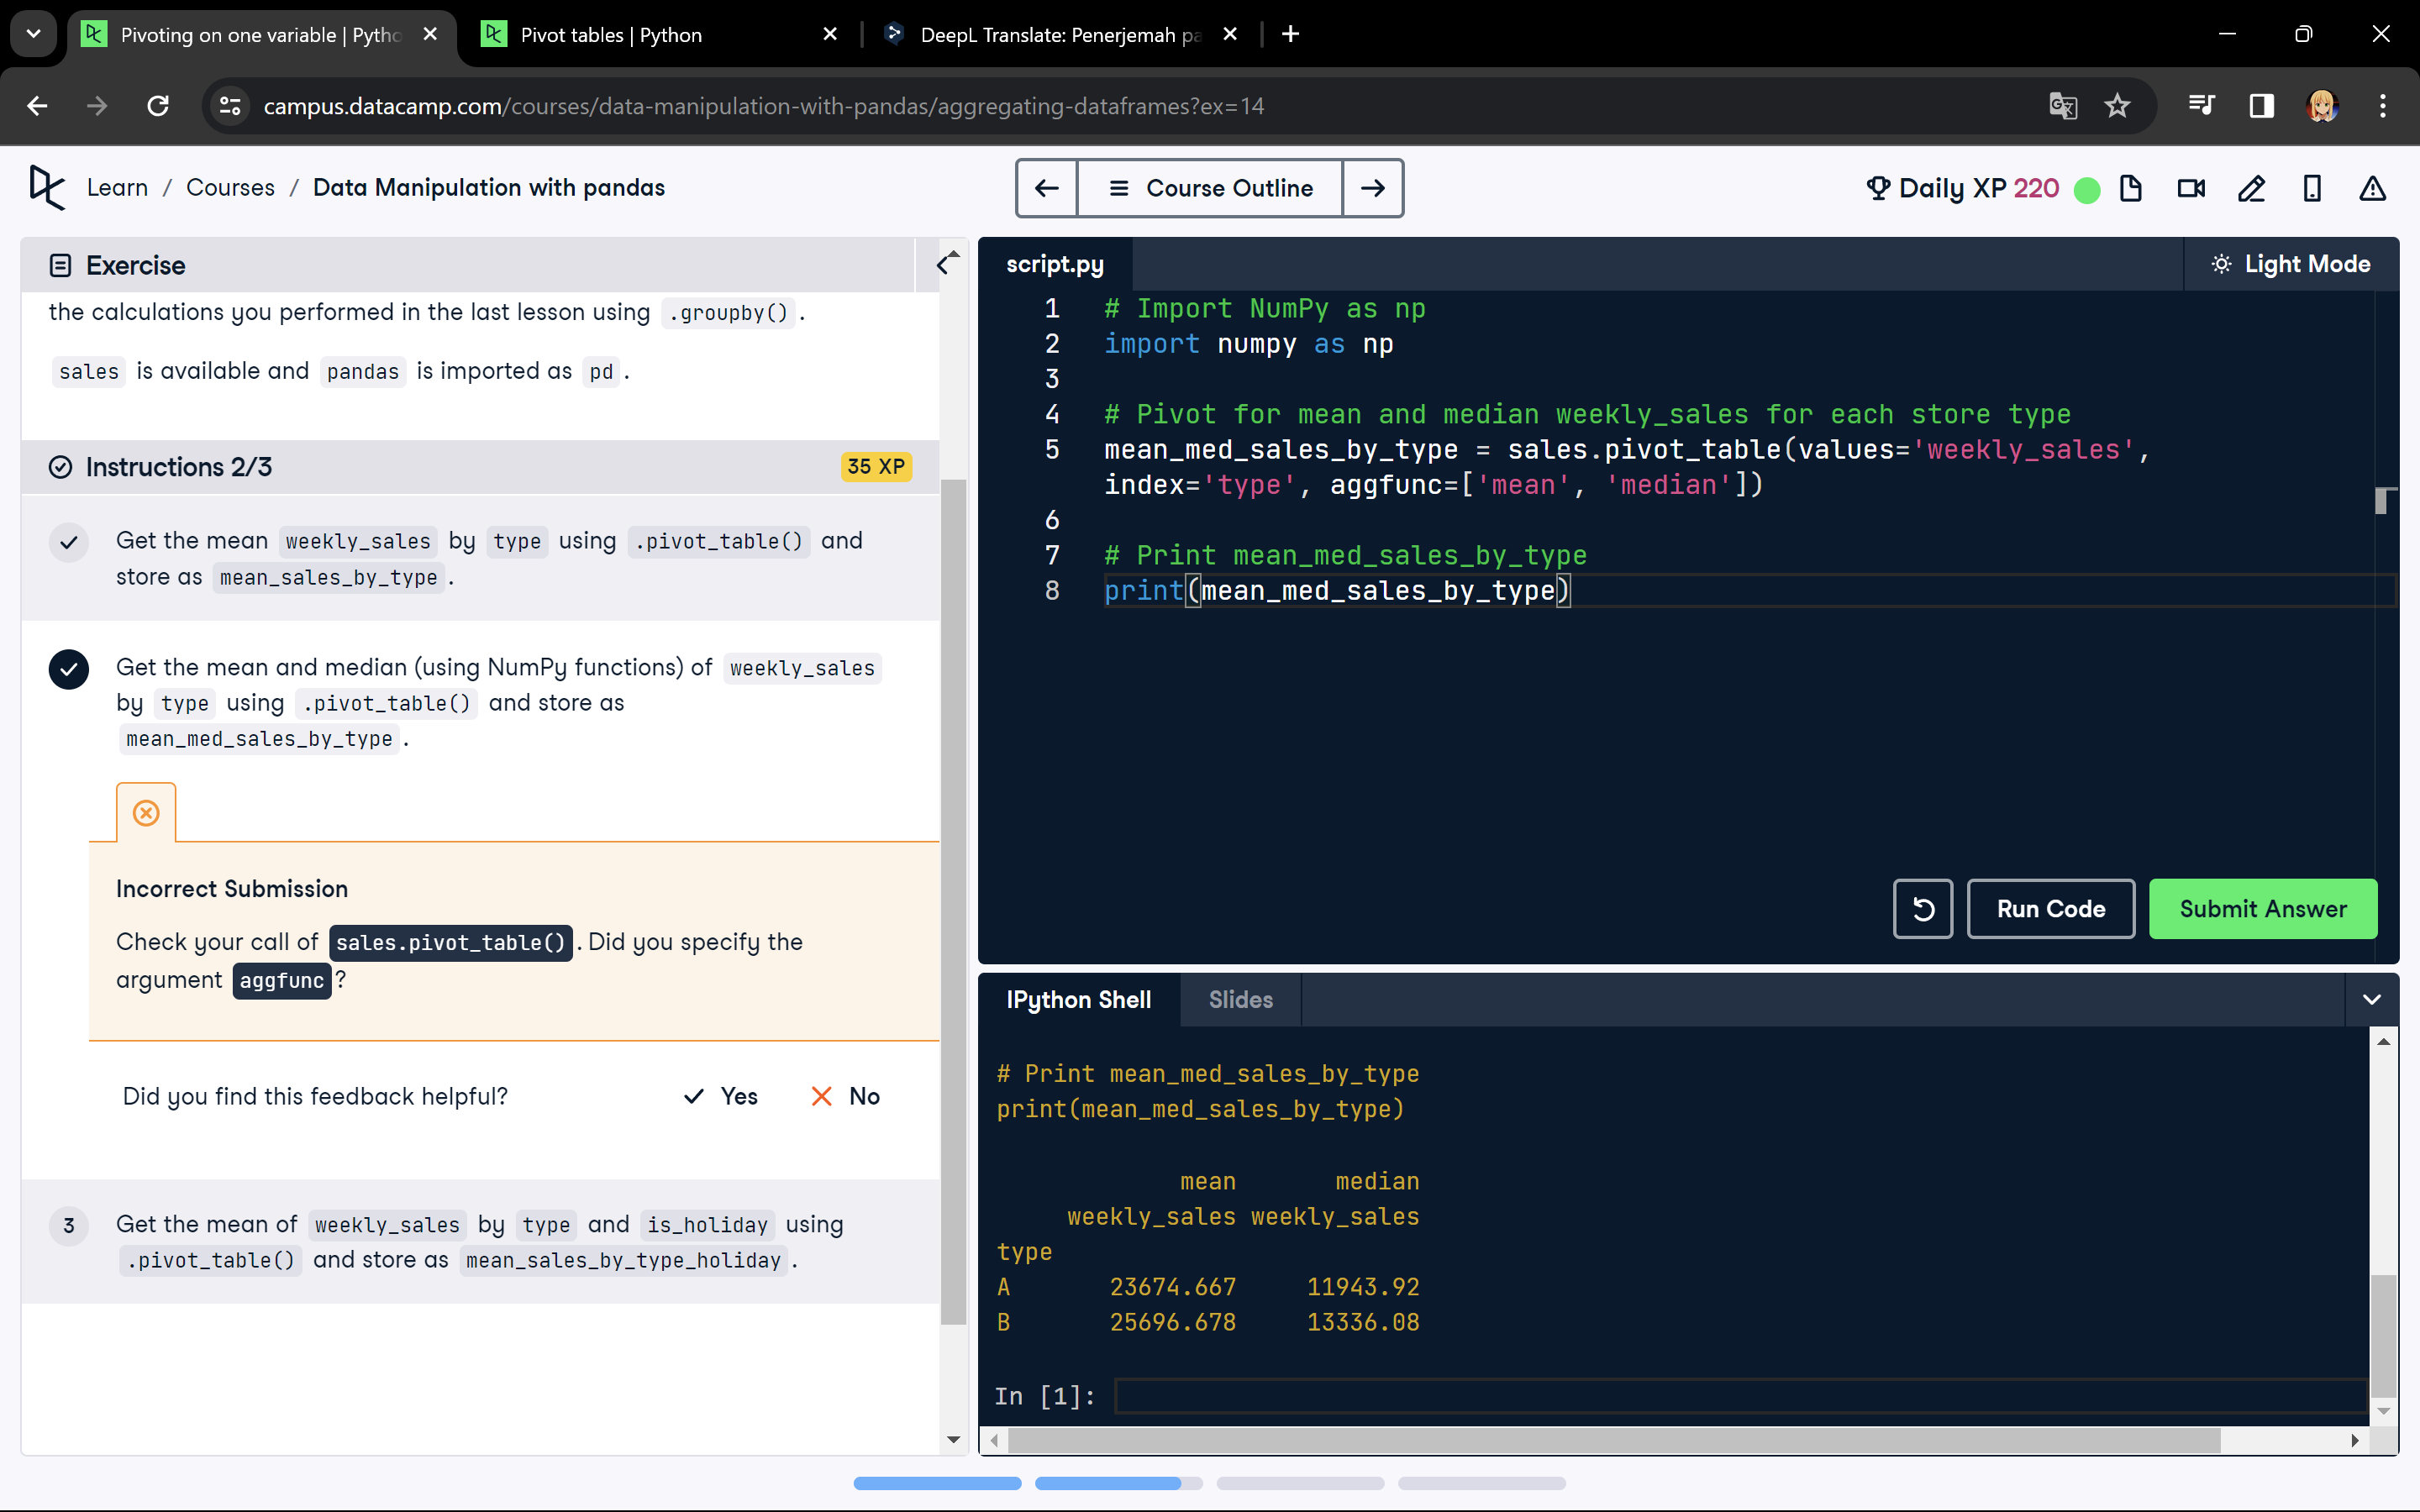 Pivoting on one variable | Pytho
Pivot tables | Python
DeepL Translate: Penerjemah pa
campus.datacamp.com/courses/data-manipulation-with-pandas/aggregating-dataframes?ex=14
Learn / Courses / Data Manipulation with pandas
Course Outline
Daily XP 220
Exercise
the calculations you performed in the last lesson using .groupby().
sales is available and pandas is imported as pd.
Instructions 2/3
35 XP
Get the mean weekly_sales by type using .pivot_table() and
store as mean_sales_by_type.
Get the mean and median (using NumPy functions) of weekly_sales
by type using .pivot_table() and store as
mean_med_sales_by_type.
Incorrect Submission
Check your call of sales.pivot_table(). Did you specify the
argument aggfunc?
Did you find this feedback helpful?
Yes
No
3 Get the mean of weekly_sales by type and is_holiday using
.pivot_table() and store as mean_sales_by_type_holiday.
script.py
Light Mode
1 # Import NumPy as np
2 import numpy as np
3
4 # Pivot for mean and median weekly_sales for each store type
5 mean_med_sales_by_type = sales.pivot_table(values='weekly_sales',
index='type', aggfunc=['mean', 'median'])
6
7 # Print mean_med_sales_by_type
8 print(mean_med_sales_by_type)
Run Code
Submit Answer
IPython Shell
Slides
# Print mean_med_sales_by_type
print(mean_med_sales_by_type)
mean median
weekly_sales weekly_sales
type
A 23674.667 11943.92
B 25696.678 13336.08
In [1]: